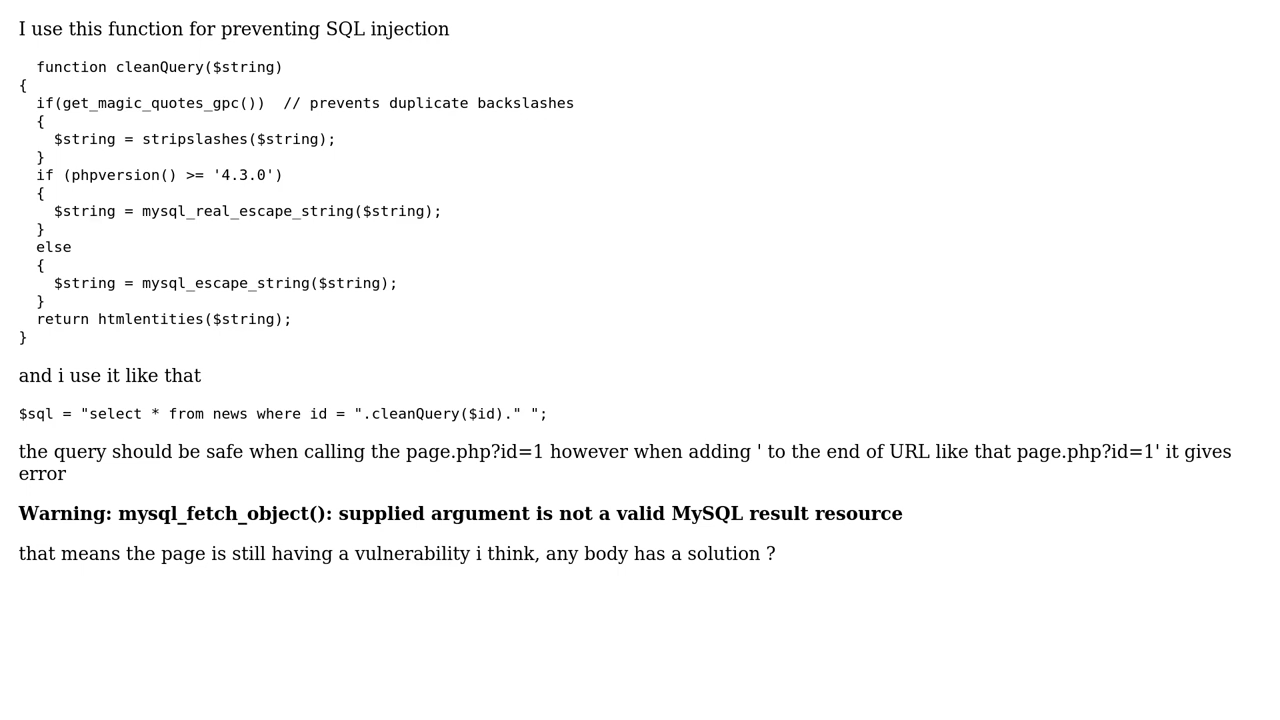 I use this function for preventing SQL injection
function cleanQuery($string)
{
if(get_magic_quotes_gpc())  // prevents duplicate backslashes
{
$string = stripslashes($string);
}
if (phpversion() >= '4.3.0')
{
$string = mysql_real_escape_string($string);
}
else
{
$string = mysql_escape_string($string);
}
return htmlentities($string);
}
and i use it like that
$sql = "select * from news where id = ".cleanQuery($id)." ";
the query should be safe when calling the page.php?id=1 however when adding ' to the end of URL like that page.php?id=1' it gives
error
Warning: mysql_fetch_object(): supplied argument is not a valid MySQL result resource
that means the page is still having a vulnerability i think, any body has a solution ?